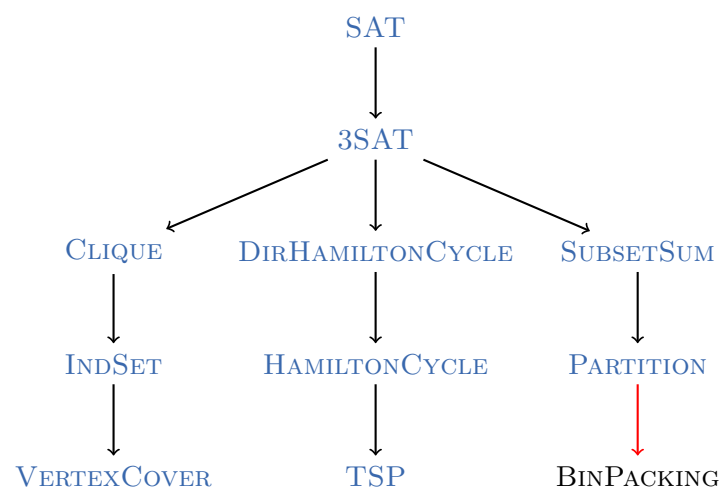 SAT
3SAT
CLIQUE DIRHAMILTONCYCLE SUBSETSUM
INDSET HAMILTONCYCLE PARTITION
VERTEXCOVER TSP BINPACKING